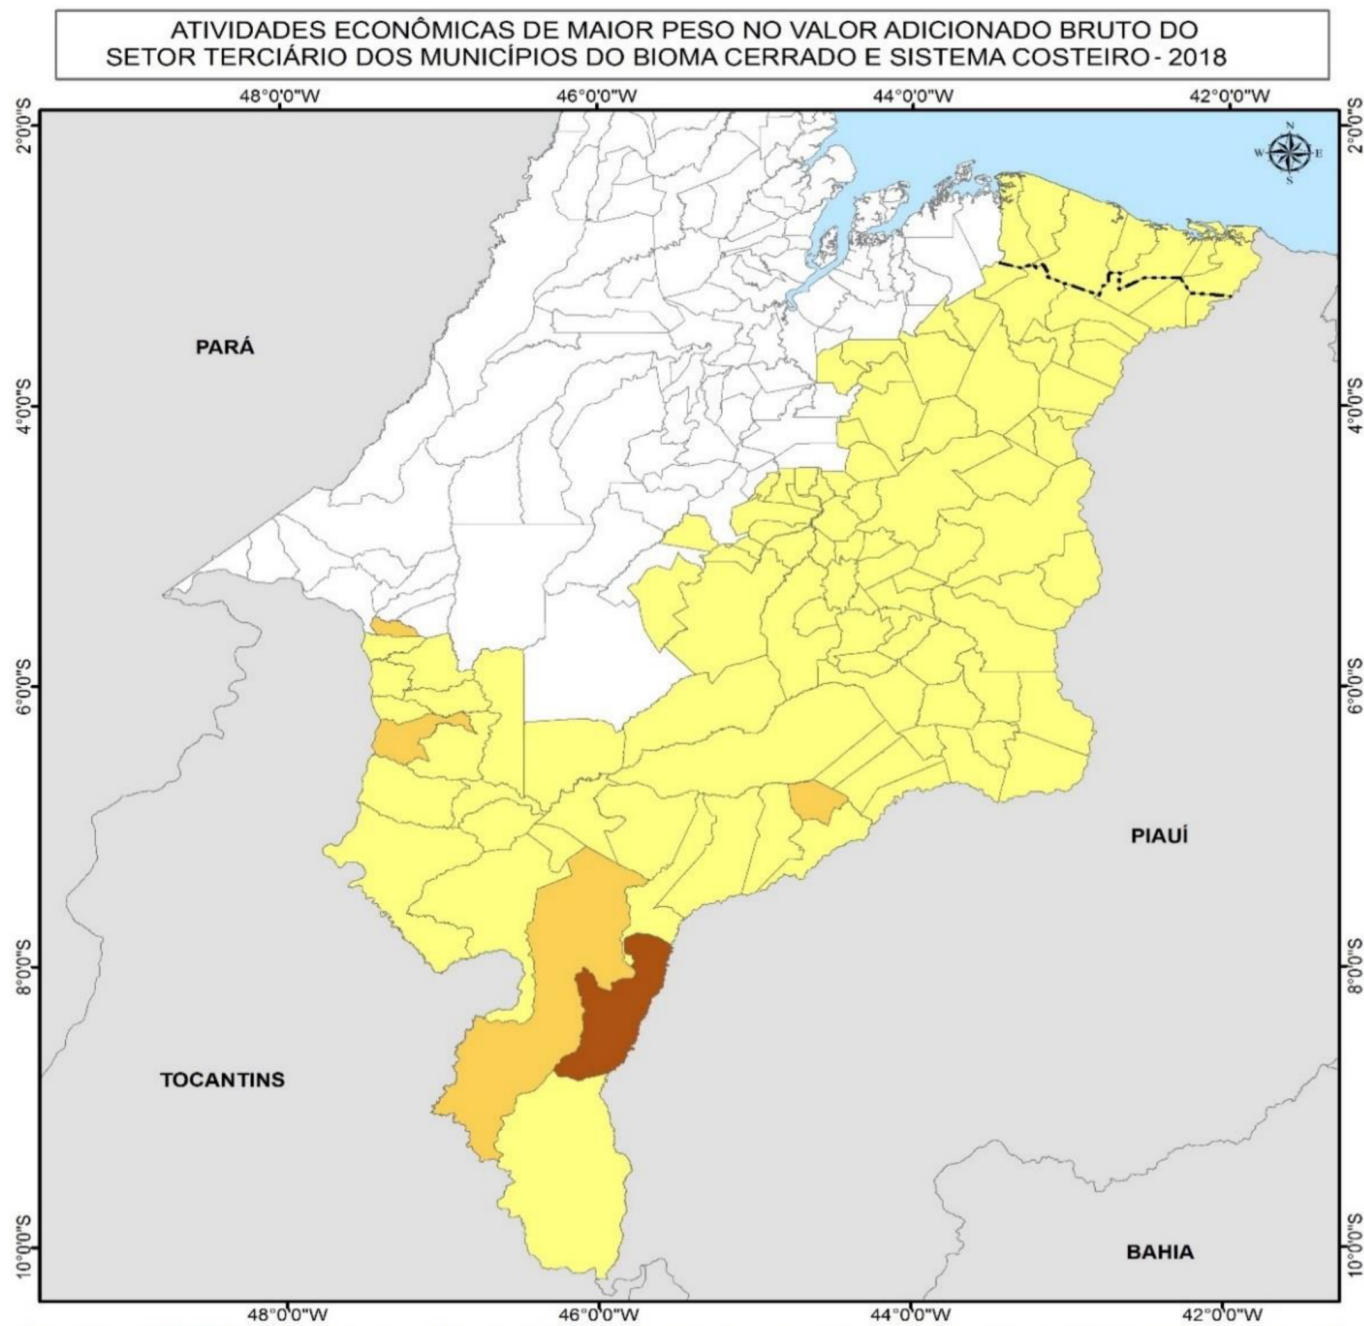 ATIVIDADES ECONÔMICAS DE MAIOR PESO NO VALOR ADICIONADO BRUTO DO
SETOR TERCIÁRIO DOS MUNICÍPIOS DO BIOMA CERRADO E SISTEMA COSTEIRO - 2018
48°0'0"W 46°0'0"W 44°0'0"W 42°0'0"W
2°0'0"S 2°0'0"S
N
W E
S
PARÁ
4°0'0"S 4°0'0"S
6°0'0"S 6°0'0"S
PIAUÍ
8°0'0"S 8°0'0"S
TOCANTINS
10°0'0"S 10°0'0"S
BAHIA
48°0'0"W 46°0'0"W 44°0'0"W 42°0'0"W